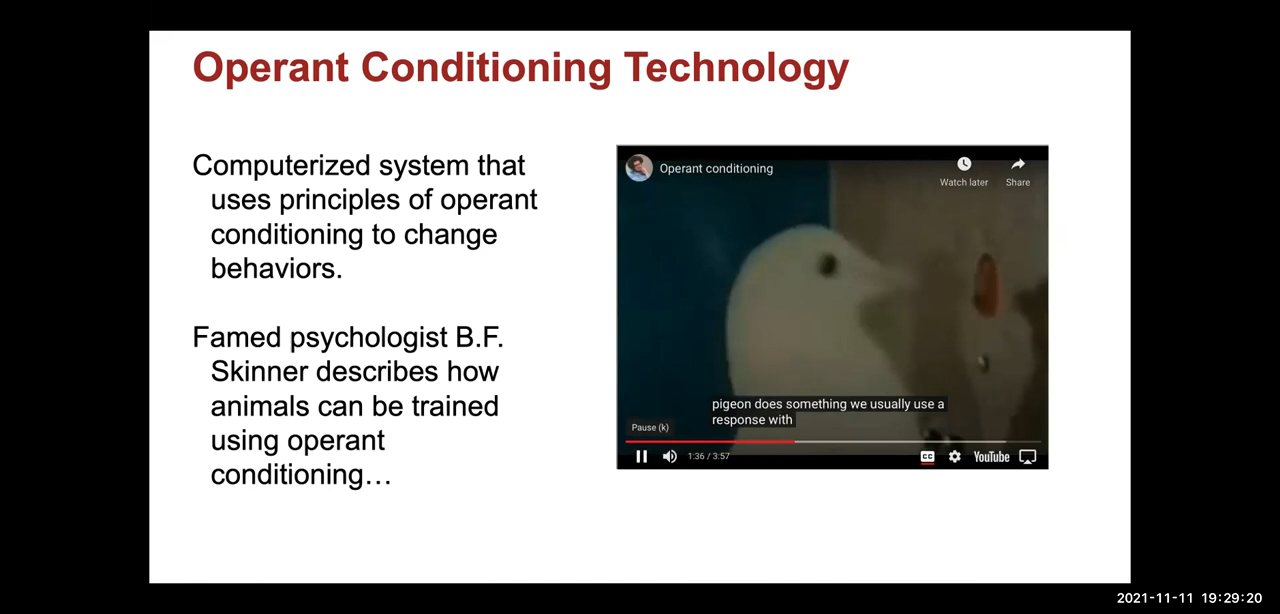 Operant Conditioning Technology
Computerized system that
uses principles of operant
conditioning to change
behaviors.
Famed psychologist B.F.
Skinner describes how
animals can be trained
using operant
conditioning…
Operant conditioning
Watch later
Share
pigeon does something we usually use a
response with
Pause (k)
1:36 / 3:57
CC
YouTube
2021-11-11 19:29:20